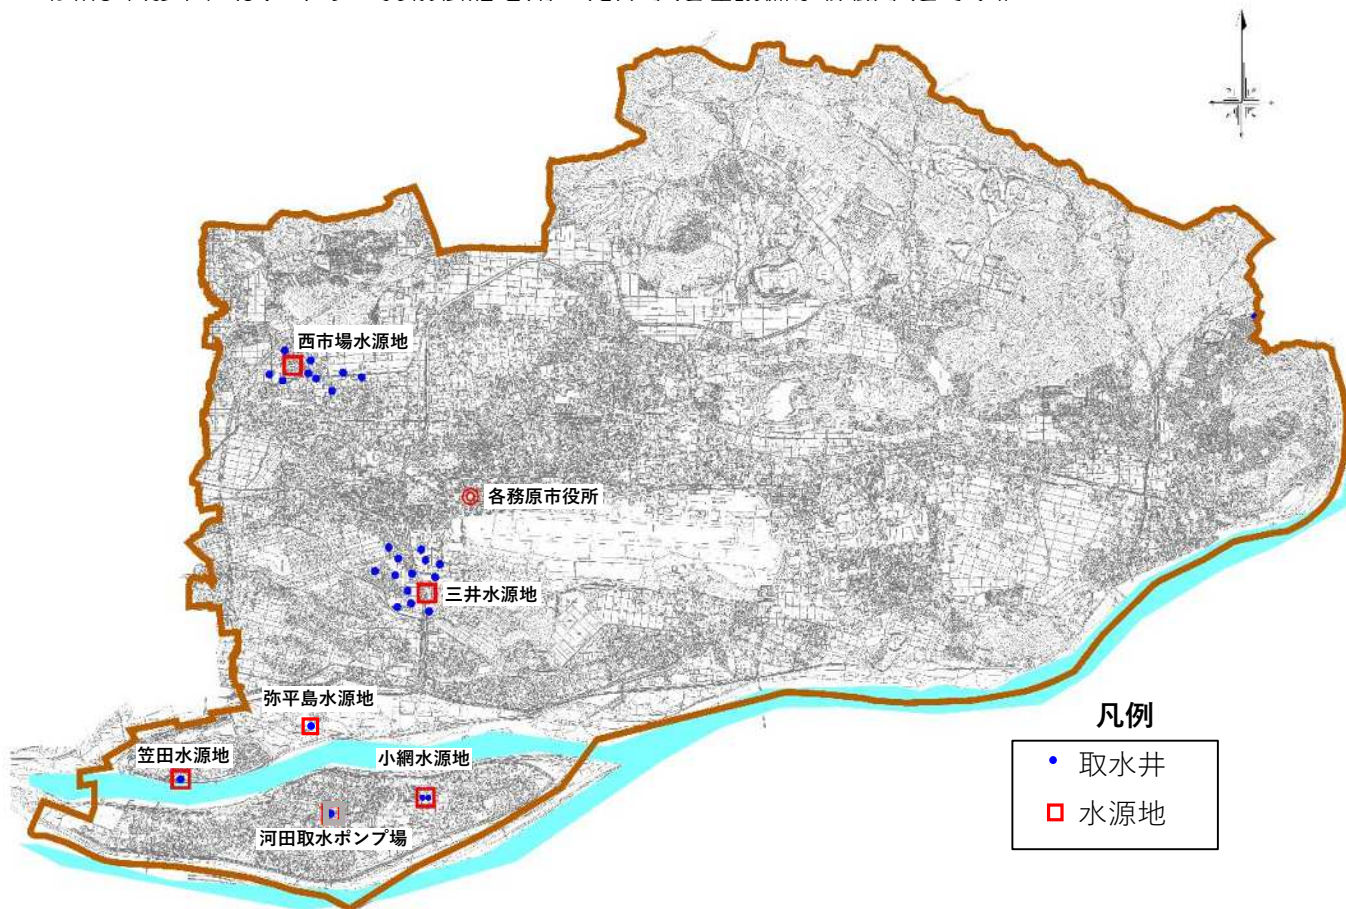 西市場水源地
各務原市役所
三井水源地
弥平島水源地
笠田水源地
小網水源地
河田取水ポンプ場
凡例
取水井
水源地